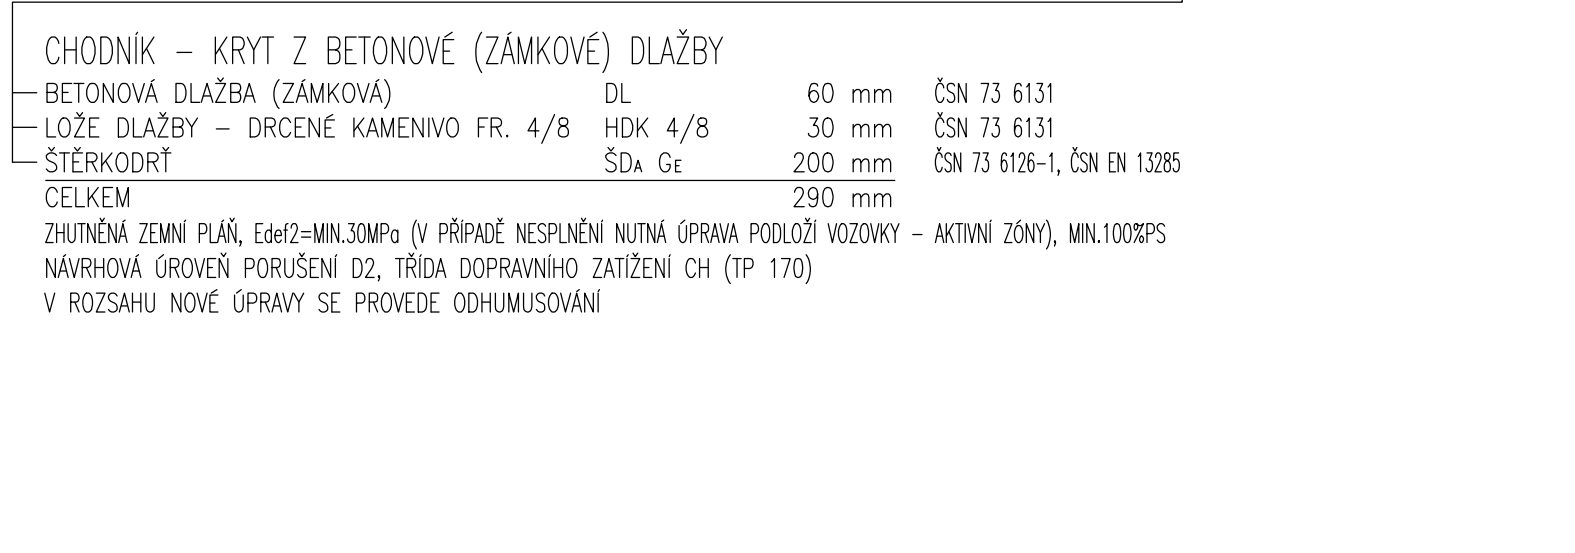 CHODNÍK – KRYT Z BETONOVÉ (ZÁMKOVÉ) DLAŽBY
BETONOVÁ DLAŽBA (ZÁMKOVÁ) DL 60 mm ČSN 73 6131
LOŽE DLAŽBY – DRCENÉ KAMENIVO FR. 4/8 HDK 4/8 30 mm ČSN 73 6131
ŠTĚRKODRŤ ŠDA GE 200 mm ČSN 73 6126–1, ČSN EN 13285
CELKEM 290 mm
ZHUTNĚNÁ ZEMNÍ PLÁŇ, Edef2=MIN.30MPa (V PŘÍPADĚ NESPLNĚNÍ NUTNÁ ÚPRAVA PODLOŽÍ VOZOVKY – AKTIVNÍ ZÓNY), MIN.100%PS
NÁVRHOVÁ ÚROVEŇ PORUŠENÍ D2, TŘÍDA DOPRAVNÍHO ZATÍŽENÍ CH (TP 170)
V ROZSAHU NOVÉ ÚPRAVY SE PROVEDE ODHUMUSOVÁNÍ